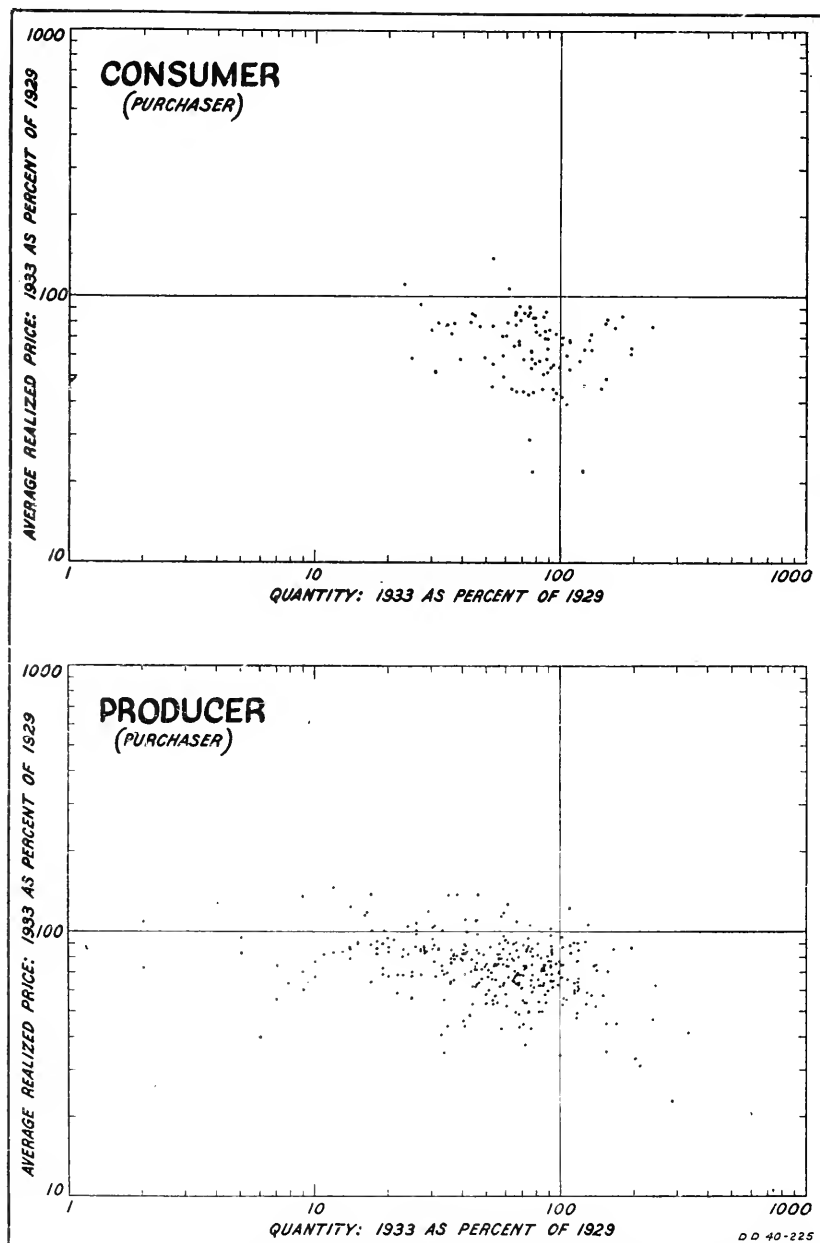 CONSUMER
(PURCHASER)
AVERAGE REALIZED PRICE: 1933 AS PERCENT OF 1929
1000
100
10
1
10
100
1000
QUANTITY: 1933 AS PERCENT OF 1929
PRODUCER
(PURCHASER)
AVERAGE REALIZED PRICE: 1933 AS PERCENT OF 1929
1000
100
10
1
10
100
1000
QUANTITY: 1933 AS PERCENT OF 1929
D D 40-225